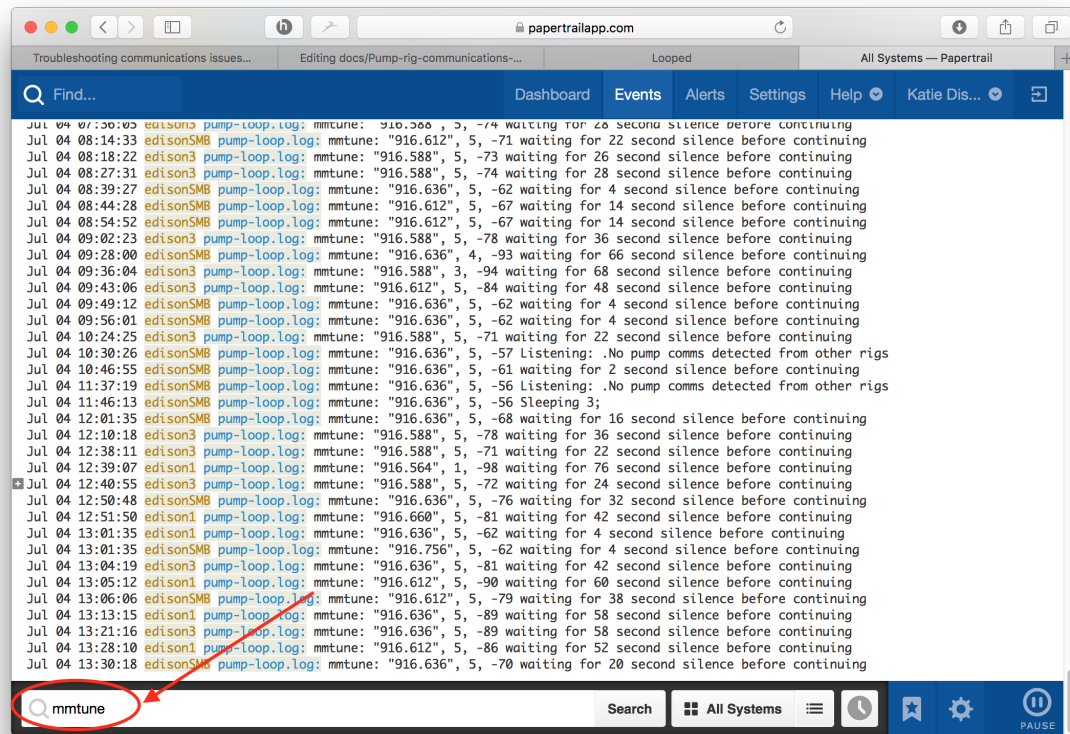 papertrailapp.com
Troubleshooting communications issues... Editing docs/Pump-rig-communications-... Looped All Systems — Papertrail
Find... Dashboard Events Alerts Settings Help Katie Dis...
Jul 04 07:36:05 edison3 pump-loop.log: mmtune: "916.588", 5, -74 waiting for 28 second silence before continuing
Jul 04 08:14:33 edisonSMB pump-loop.log: mmtune: "916.612", 5, -71 waiting for 22 second silence before continuing
Jul 04 08:18:22 edison3 pump-loop.log: mmtune: "916.588", 5, -73 waiting for 26 second silence before continuing
Jul 04 08:27:31 edison3 pump-loop.log: mmtune: "916.588", 5, -74 waiting for 28 second silence before continuing
Jul 04 08:39:27 edisonSMB pump-loop.log: mmtune: "916.636", 5, -62 waiting for 4 second silence before continuing
Jul 04 08:44:28 edisonSMB pump-loop.log: mmtune: "916.612", 5, -67 waiting for 14 second silence before continuing
Jul 04 08:54:52 edisonSMB pump-loop.log: mmtune: "916.612", 5, -67 waiting for 14 second silence before continuing
Jul 04 09:02:23 edison3 pump-loop.log: mmtune: "916.588", 5, -78 waiting for 36 second silence before continuing
Jul 04 09:28:00 edisonSMB pump-loop.log: mmtune: "916.636", 4, -93 waiting for 66 second silence before continuing
Jul 04 09:36:04 edison3 pump-loop.log: mmtune: "916.588", 3, -94 waiting for 68 second silence before continuing
Jul 04 09:43:06 edison3 pump-loop.log: mmtune: "916.612", 5, -84 waiting for 48 second silence before continuing
Jul 04 09:49:12 edisonSMB pump-loop.log: mmtune: "916.636", 5, -62 waiting for 4 second silence before continuing
Jul 04 09:56:01 edisonSMB pump-loop.log: mmtune: "916.636", 5, -62 waiting for 4 second silence before continuing
Jul 04 10:24:25 edison3 pump-loop.log: mmtune: "916.588", 5, -71 waiting for 22 second silence before continuing
Jul 04 10:30:26 edisonSMB pump-loop.log: mmtune: "916.636", 5, -57 Listening: .No pump comms detected from other rigs
Jul 04 10:46:55 edisonSMB pump-loop.log: mmtune: "916.636", 5, -61 waiting for 2 second silence before continuing
Jul 04 11:37:19 edisonSMB pump-loop.log: mmtune: "916.636", 5, -56 Listening: .No pump comms detected from other rigs
Jul 04 11:46:13 edisonSMB pump-loop.log: mmtune: "916.636", 5, -56 Sleeping 3;
Jul 04 12:01:35 edisonSMB pump-loop.log: mmtune: "916.636", 5, -68 waiting for 16 second silence before continuing
Jul 04 12:10:18 edison3 pump-loop.log: mmtune: "916.588", 5, -78 waiting for 36 second silence before continuing
Jul 04 12:38:11 edison3 pump-loop.log: mmtune: "916.588", 5, -71 waiting for 22 second silence before continuing
Jul 04 12:39:07 edison1 pump-loop.log: mmtune: "916.564", 1, -98 waiting for 76 second silence before continuing
Jul 04 12:40:55 edison3 pump-loop.log: mmtune: "916.588", 5, -72 waiting for 24 second silence before continuing
Jul 04 12:50:48 edisonSMB pump-loop.log: mmtune: "916.636", 5, -76 waiting for 32 second silence before continuing
Jul 04 12:51:50 edison1 pump-loop.log: mmtune: "916.660", 5, -81 waiting for 42 second silence before continuing
Jul 04 13:01:35 edison1 pump-loop.log: mmtune: "916.636", 5, -62 waiting for 4 second silence before continuing
Jul 04 13:01:35 edisonSMB pump-loop.log: mmtune: "916.756", 5, -62 waiting for 4 second silence before continuing
Jul 04 13:04:19 edison3 pump-loop.log: mmtune: "916.636", 5, -81 waiting for 42 second silence before continuing
Jul 04 13:05:12 edison1 pump-loop.log: mmtune: "916.612", 5, -90 waiting for 60 second silence before continuing
Jul 04 13:06:06 edisonSMB pump-loop.log: mmtune: "916.612", 5, -79 waiting for 38 second silence before continuing
Jul 04 13:13:15 edison1 pump-loop.log: mmtune: "916.636", 5, -89 waiting for 58 second silence before continuing
Jul 04 13:21:16 edison3 pump-loop.log: mmtune: "916.636", 5, -89 waiting for 58 second silence before continuing
Jul 04 13:28:10 edison1 pump-loop.log: mmtune: "916.612", 5, -86 waiting for 52 second silence before continuing
Jul 04 13:30:18 edisonSMB pump-loop.log: mmtune: "916.636", 5, -70 waiting for 20 second silence before continuing
mmtune Search All Systems
PAUSE